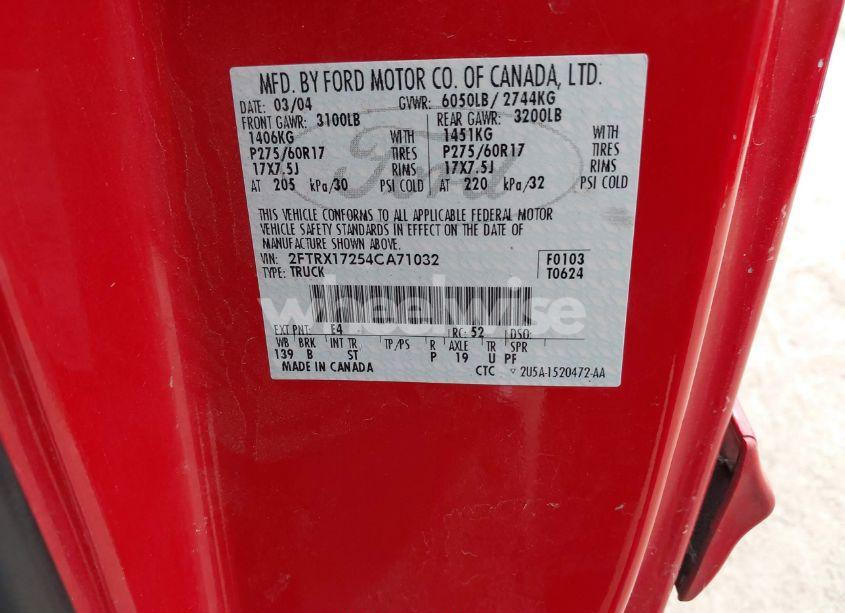 MFD. BY FORD MOTOR CO. OF CANADA, LTD.
DATE: 03/04 GVWR: 6050LB/ 2744KG
FRONT GAWR: 3100LB REAR GAWR: 3200LB
1406KG WITH 1451KG WITH
P275/60R17 TIRES P275/60R17 TIRES
17X7.5J RIMS 17X7.5J RIMS
AT 205 kPa/30 PSI COLD AT 220 kPa/32 PSI COLD
Ford
THIS VEHICLE CONFORMS TO ALL APPLICABLE FEDERAL MOTOR
VEHICLE SAFETY STANDARDS IN EFFECT ON THE DATE OF
MANUFACTURE SHOWN ABOVE.
VIN: 2FTRX17254CA71032 F0103
TYPE: TRUCK T0624
wheelwise
EXT PNT: E4 RC: 52 DSO:
WB BRK INT TR TP/PS R AXLE TR SPR
139 B ST P 19 U PF
MADE IN CANADA CTC 2U5A-1520472-AA